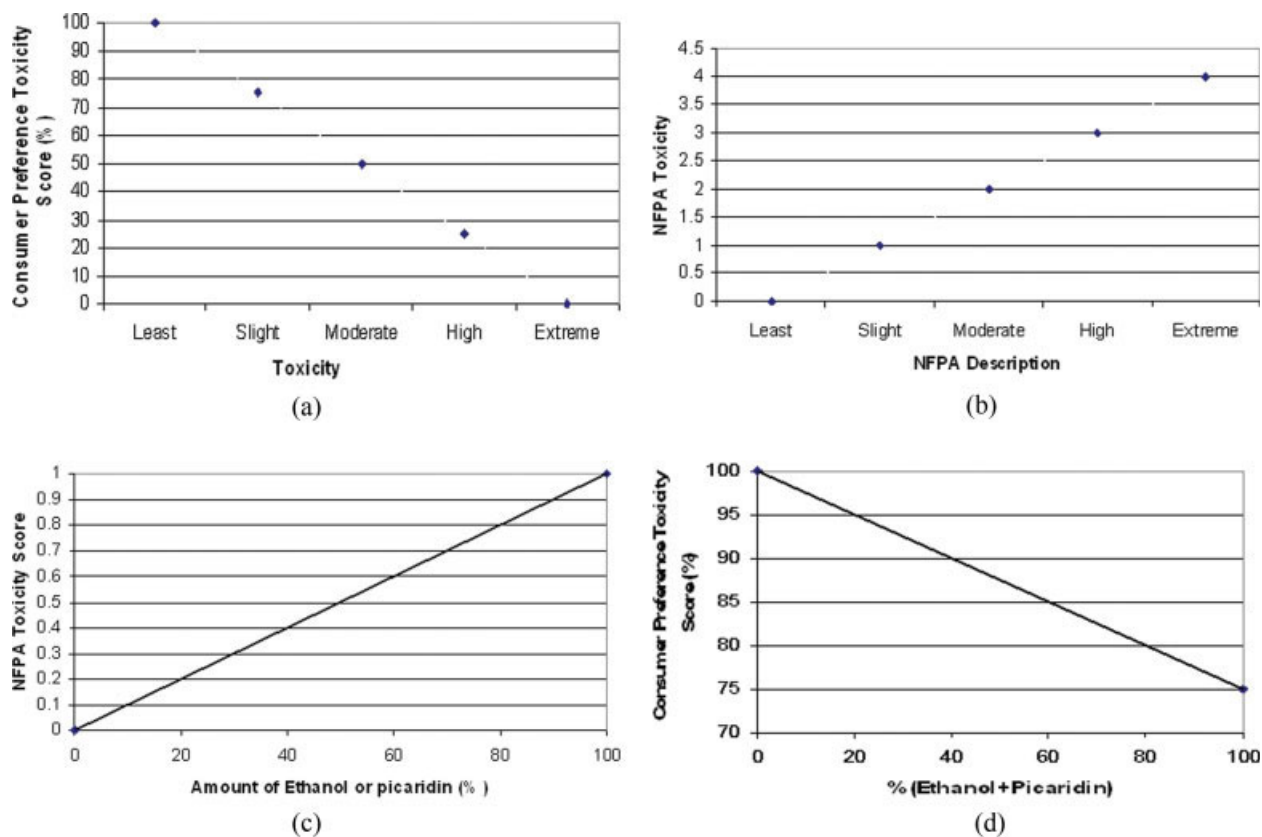 Consumer Preference Toxicity
Score (%)
100
90
80
70
60
50
40
30
20
10
0
Least Slight Moderate High Extreme
Toxicity
(a)
NFPA Toxicity
4.5
4
3.5
3
2.5
2
1.5
1
0.5
0
Least Slight Moderate High Extreme
NFPA Description
(b)
NFPA Toxicity Score
1
0.9
0.8
0.7
0.6
0.5
0.4
0.3
0.2
0.1
0
0 20 40 60 80 100
Amount of Ethanol or picaridin (%)
(c)
Consumer Preference Toxicity
Score (%)
100
95
90
85
80
75
70
0 20 40 60 80 100
% (Ethanol+Picaridin)
(d)